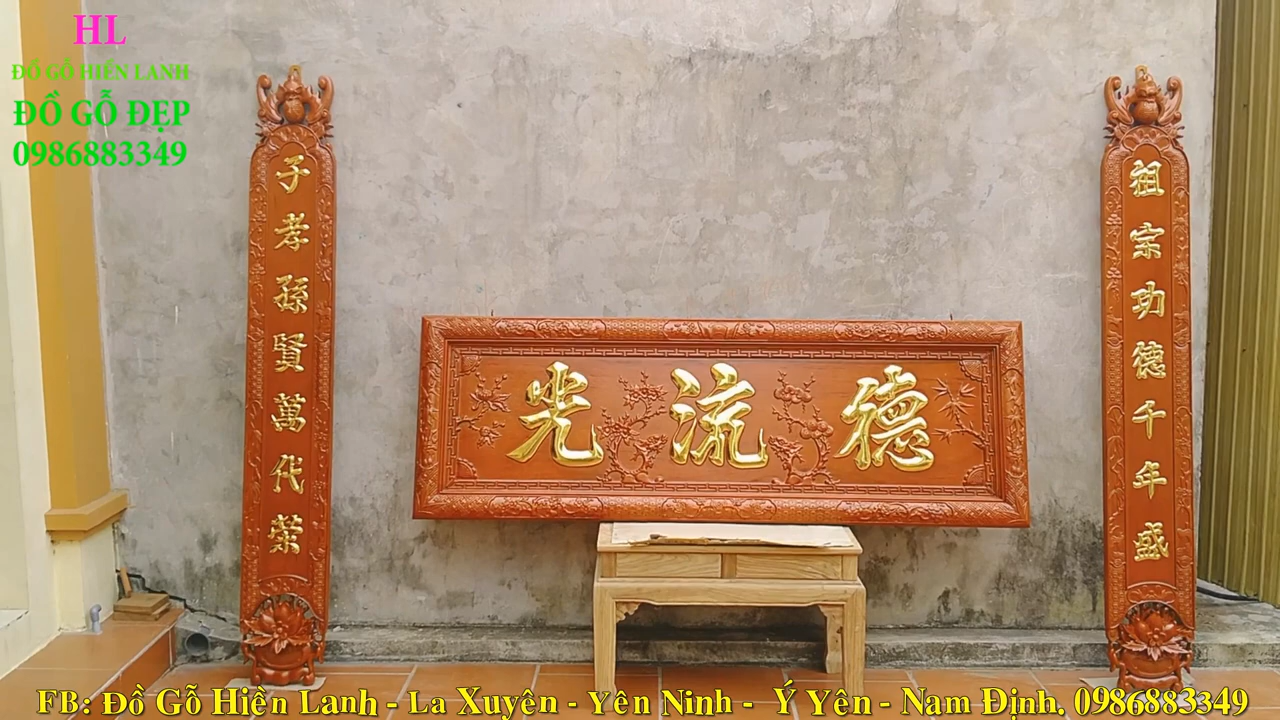 HL
ĐỒ GỖ HIỀN LANH
ĐỒ GỖ ĐẸP
0986883349
祖宗功德千年盛
子孝孫賢萬代榮
德流光
FB: Đồ Gỗ Hiền Lanh - La Xuyên - Yên Ninh - Ý Yên - Nam Định. 0986883349